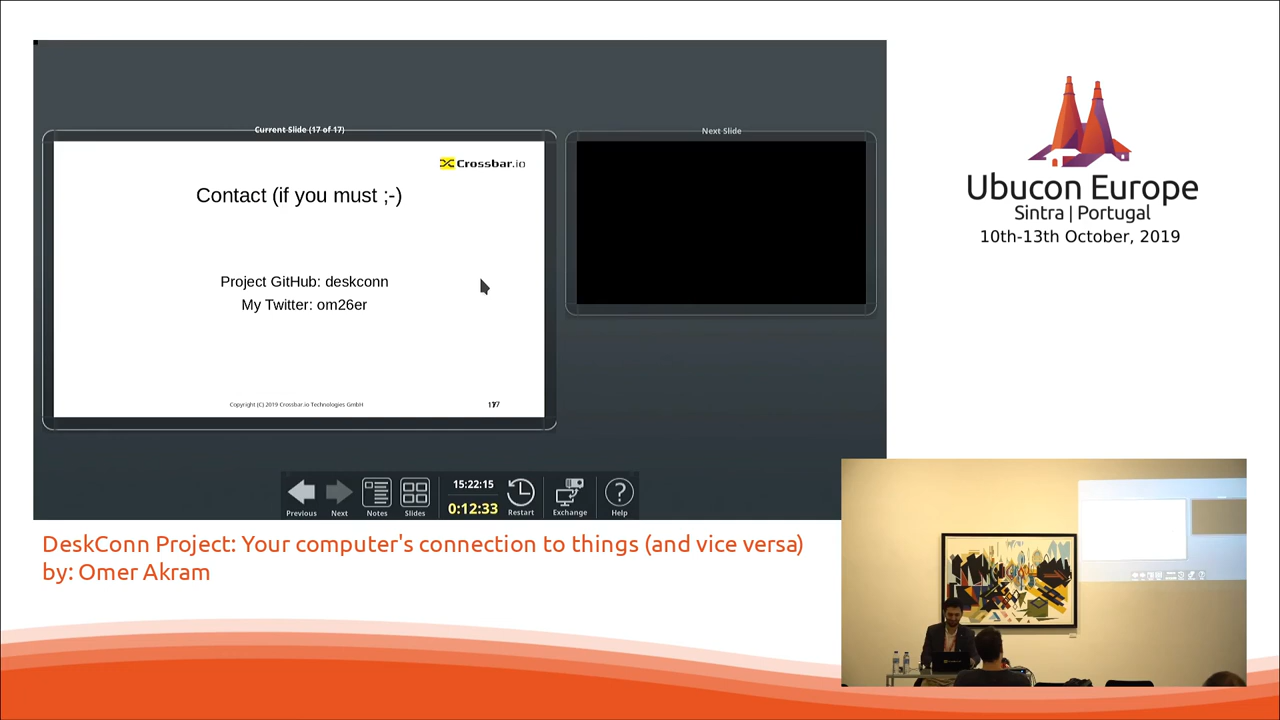 Current Slide (17 of 17)
Next Slide
Crossbar.io
Contact (if you must ;-)
Project GitHub: deskconn
My Twitter: om26er
Copyright (C) 2019 Crossbar.io Technologies GmbH
Previous
Next
Notes
Slides
15:22:15
0:12:33
Restart
Exchange
Help
Ubucon Europe
Sintra | Portugal
10th-13th October, 2019
DeskConn Project: Your computer's connection to things (and vice versa)
by: Omer Akram